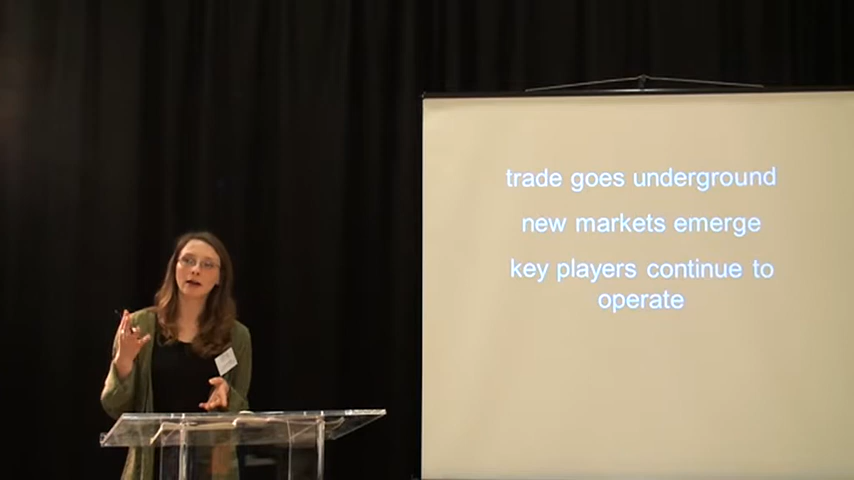 trade goes underground
new markets emerge
key players continue to
operate